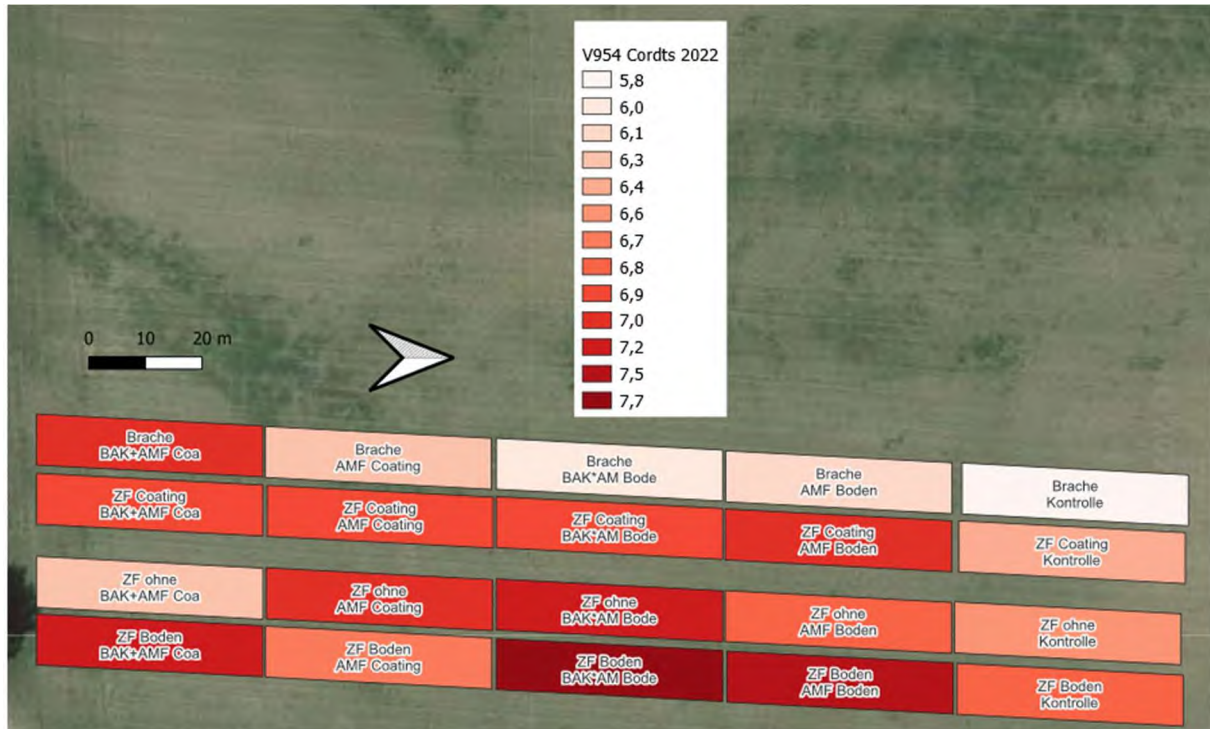 V954 Cordts 2022
5,8
6,0
6,1
6,3
6,4
6,6
6,7
6,8
6,9
7,0
7,2
7,5
7,7
0 10 20 m
Brache
BAK+AMF Coa
Brache
AMF Coating
Brache
BAK*AM Bode
Brache
AMF Boden
Brache
Kontrolle
ZF Coating
BAK+AMF Coa
ZF Coating
AMF Coating
ZF Coating
BAK*AM Bode
ZF Coating
AMF Boden
ZF Coating
Kontrolle
ZF ohne
BAK+AMF Coa
ZF ohne
AMF Coating
ZF ohne
BAK*AM Bode
ZF ohne
AMF Boden
ZF ohne
Kontrolle
ZF Boden
BAK+AMF Coa
ZF Boden
AMF Coating
ZF Boden
BAK*AM Bode
ZF Boden
AMF Boden
ZF Boden
Kontrolle